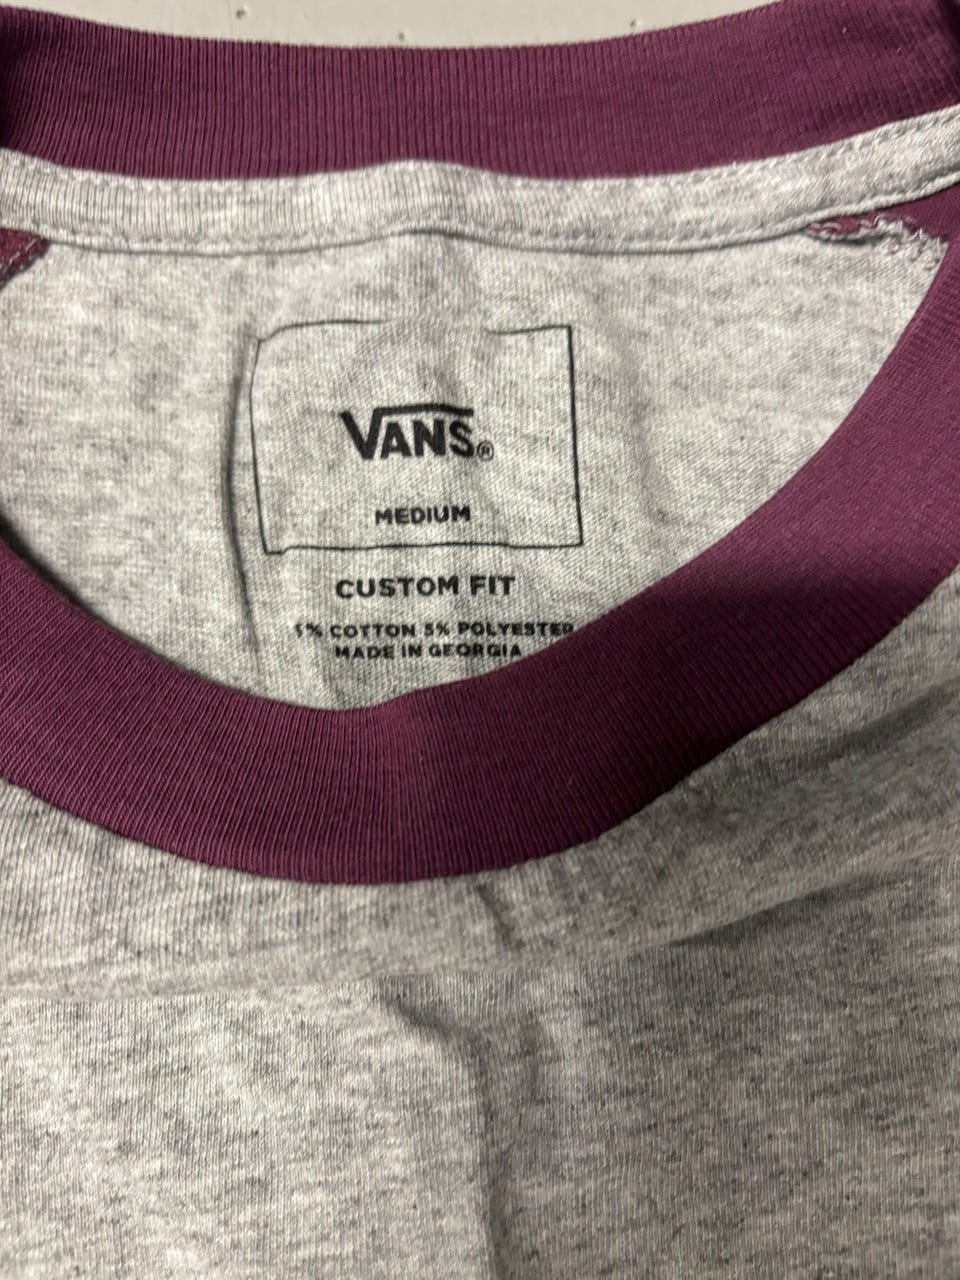 VANS®
MEDIUM
CUSTOM FIT
% COTTON 5% POLYESTER
MADE IN GEORGIA